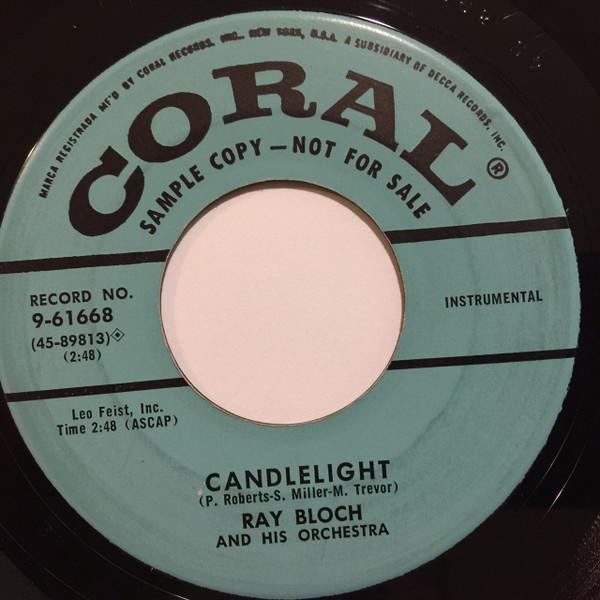 MARCA REGISTRADA MF'D BY CORAL RECORDS, INC., NEW YORK, U.S.A. A SUBSIDIARY OF DECCA RECORDS, INC.
CORAL ®
SAMPLE COPY — NOT FOR SALE
RECORD NO.
9-61668
(45-89813)
(2:48)
INSTRUMENTAL
Leo Feist, Inc.
Time 2:48 (ASCAP)
CANDLELIGHT
(P. Roberts-S. Miller-M. Trevor)
RAY BLOCH
AND HIS ORCHESTRA